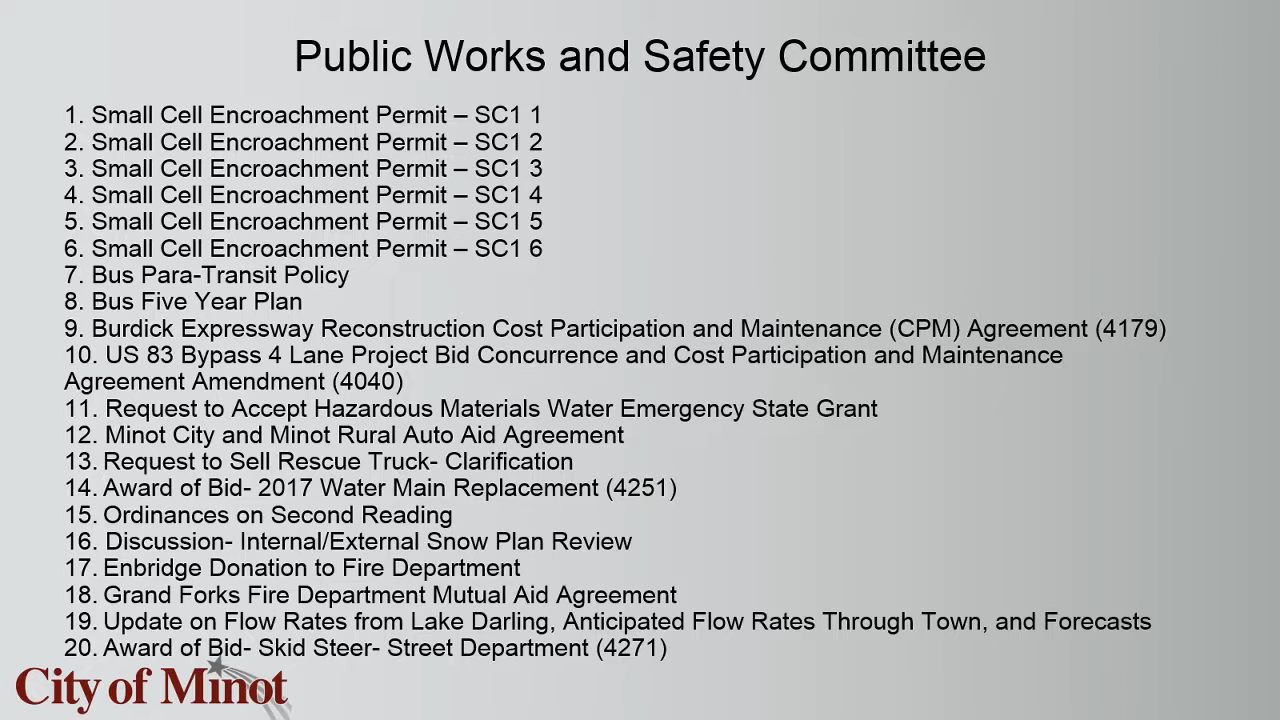 Public Works and Safety Committee
1. Small Cell Encroachment Permit – SC1 1
2. Small Cell Encroachment Permit – SC1 2
3. Small Cell Encroachment Permit – SC1 3
4. Small Cell Encroachment Permit – SC1 4
5. Small Cell Encroachment Permit – SC1 5
6. Small Cell Encroachment Permit – SC1 6
7. Bus Para-Transit Policy
8. Bus Five Year Plan
9. Burdick Expressway Reconstruction Cost Participation and Maintenance (CPM) Agreement (4179)
10. US 83 Bypass 4 Lane Project Bid Concurrence and Cost Participation and Maintenance
Agreement Amendment (4040)
11. Request to Accept Hazardous Materials Water Emergency State Grant
12. Minot City and Minot Rural Auto Aid Agreement
13. Request to Sell Rescue Truck- Clarification
14. Award of Bid- 2017 Water Main Replacement (4251)
15. Ordinances on Second Reading
16. Discussion- Internal/External Snow Plan Review
17. Enbridge Donation to Fire Department
18. Grand Forks Fire Department Mutual Aid Agreement
19. Update on Flow Rates from Lake Darling, Anticipated Flow Rates Through Town, and Forecasts
20. Award of Bid- Skid Steer- Street Department (4271)
City of Minot